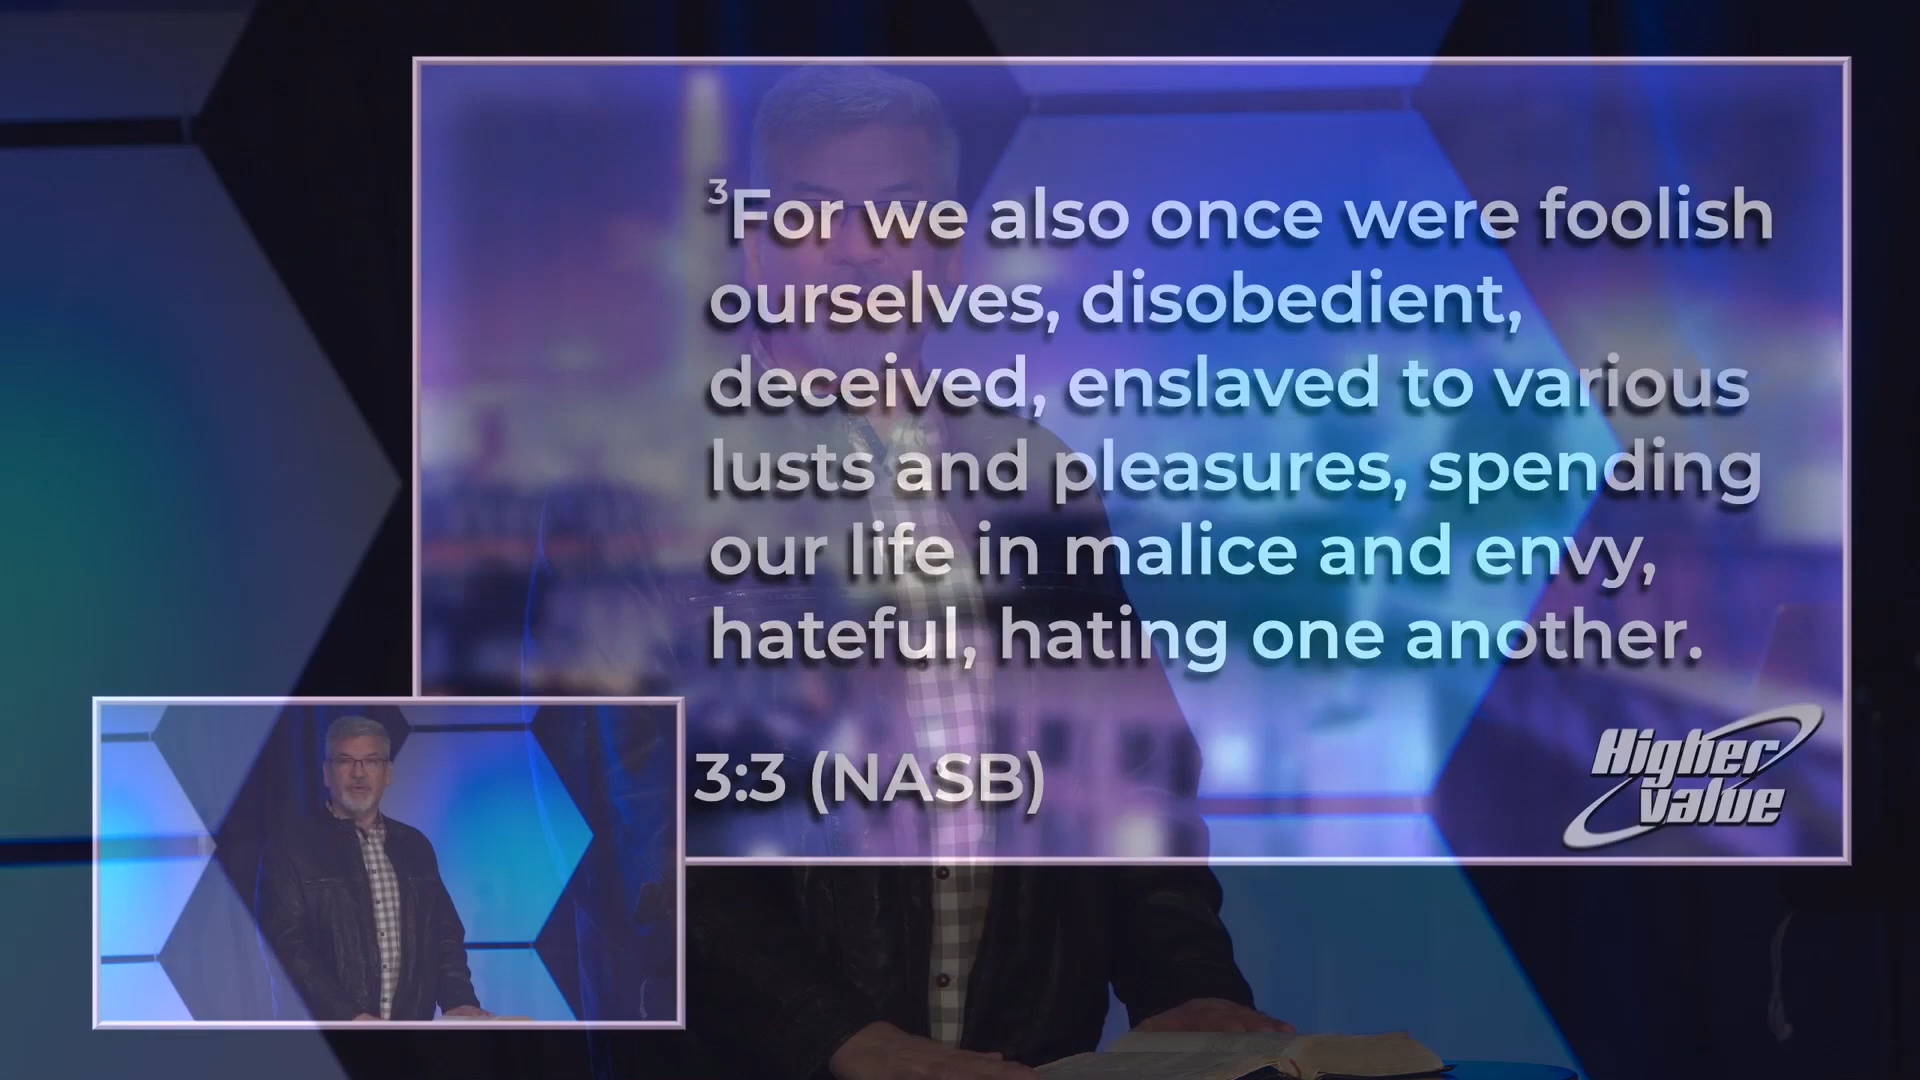 ³For we also once were foolish
ourselves, disobedient,
deceived, enslaved to various
lusts and pleasures, spending
our life in malice and envy,
hateful, hating one another.
3:3 (NASB)
Higher
Value